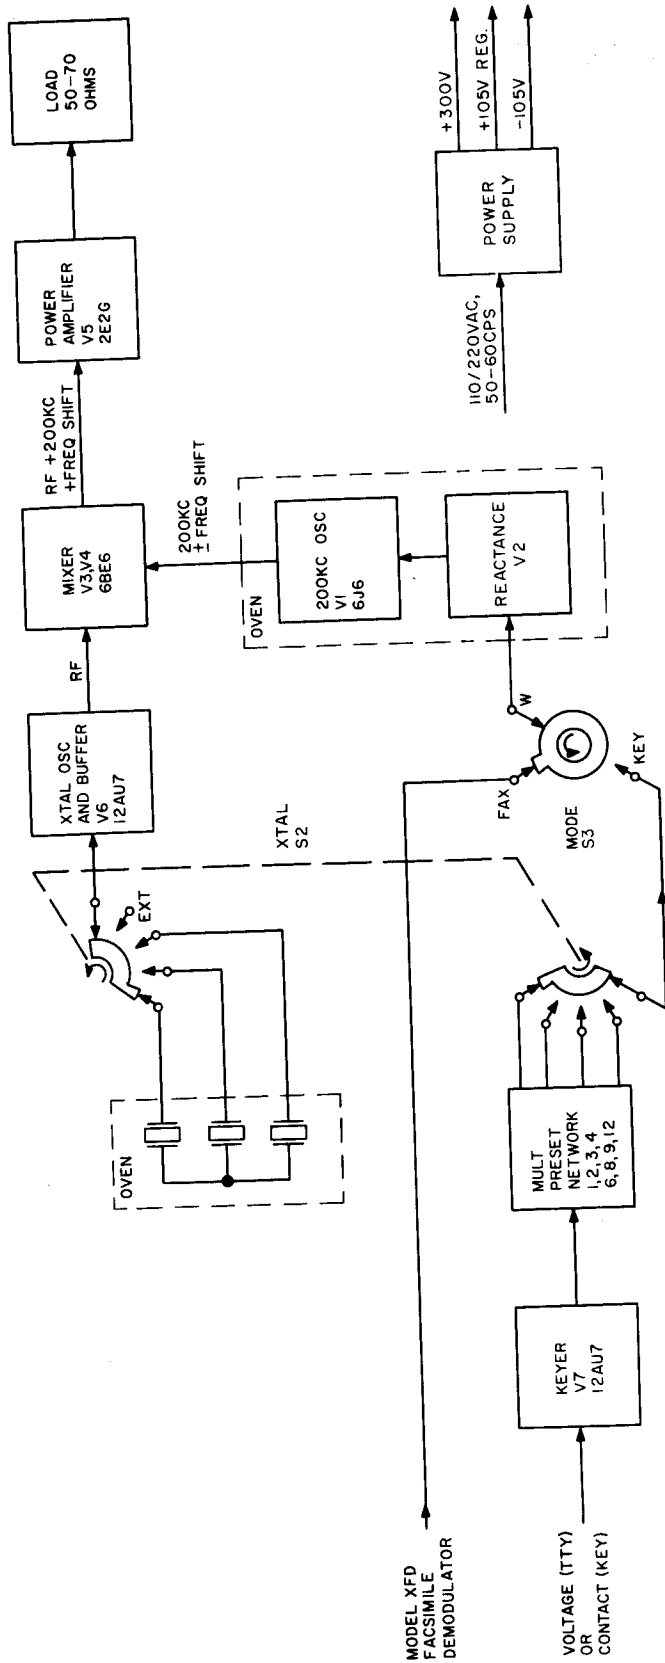 LOAD
50-70
OHMS
POWER
AMPLIFIER
V5
2E2G
RF +200KC
+FREQ SHIFT
MIXER
V3,V4
6BE6
RF
XTAL OSC
AND BUFFER
V6
12AU7
200KC
± FREQ SHIFT
OVEN
200KC OSC
V1
6J6
REACTANCE
V2
XTAL
S2
EXT
OVEN
W
FAX
KEY
MODE
S3
MULT
PRESET
NETWORK
1,2,3,4
6,8,9,12
KEYER
V7
12AU7
MODEL XFD
FACSIMILE
DEMODULATOR
VOLTAGE (TTY)
OR
CONTACT (KEY)
110/220VAC,
50-60CPS
POWER
SUPPLY
+300V
+105V REG.
-105V